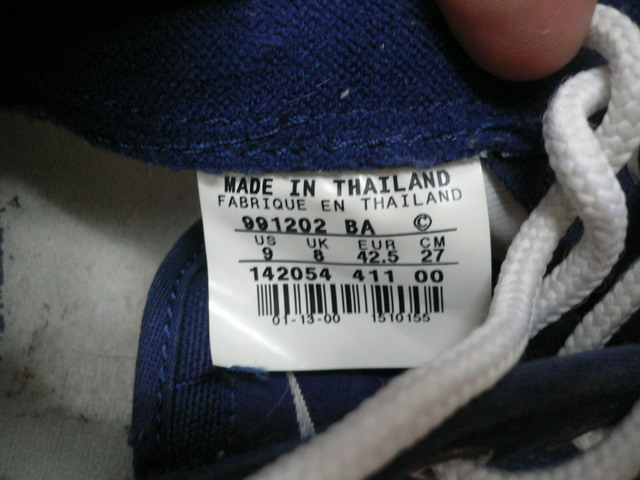 MADE IN THAILAND
FABRIQUE EN THAILAND
991202 BA ©
US UK EUR CM
9 8 42.5 27
142054 411 00
01-13-00 1510155